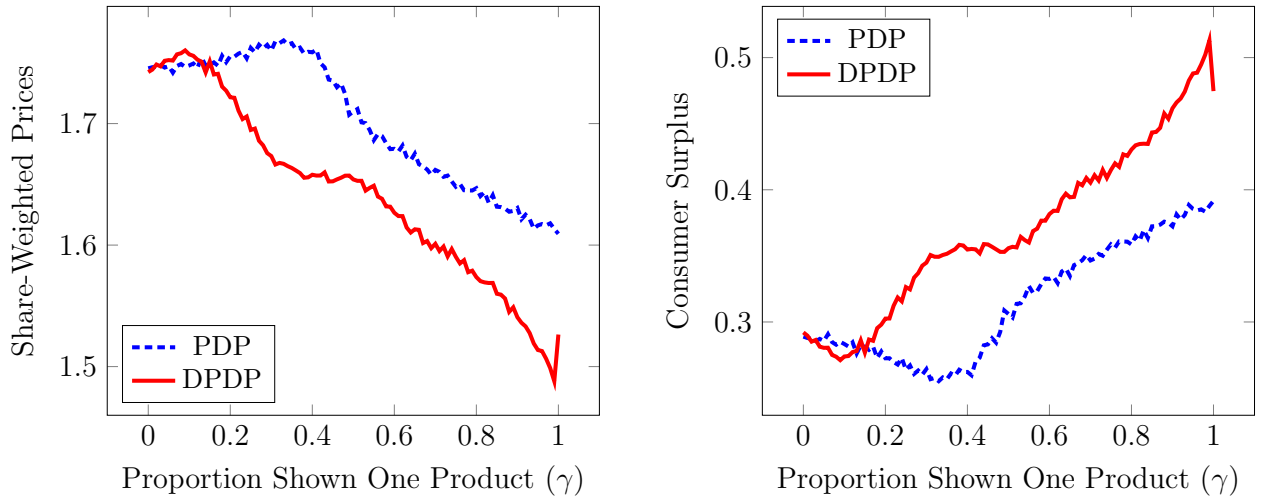 Share-Weighted Prices
1.7
1.6
1.5
PDP
DPDP
0 0.2 0.4 0.6 0.8 1
Proportion Shown One Product (γ)
Consumer Surplus
0.5
0.4
0.3
PDP
DPDP
0 0.2 0.4 0.6 0.8 1
Proportion Shown One Product (γ)